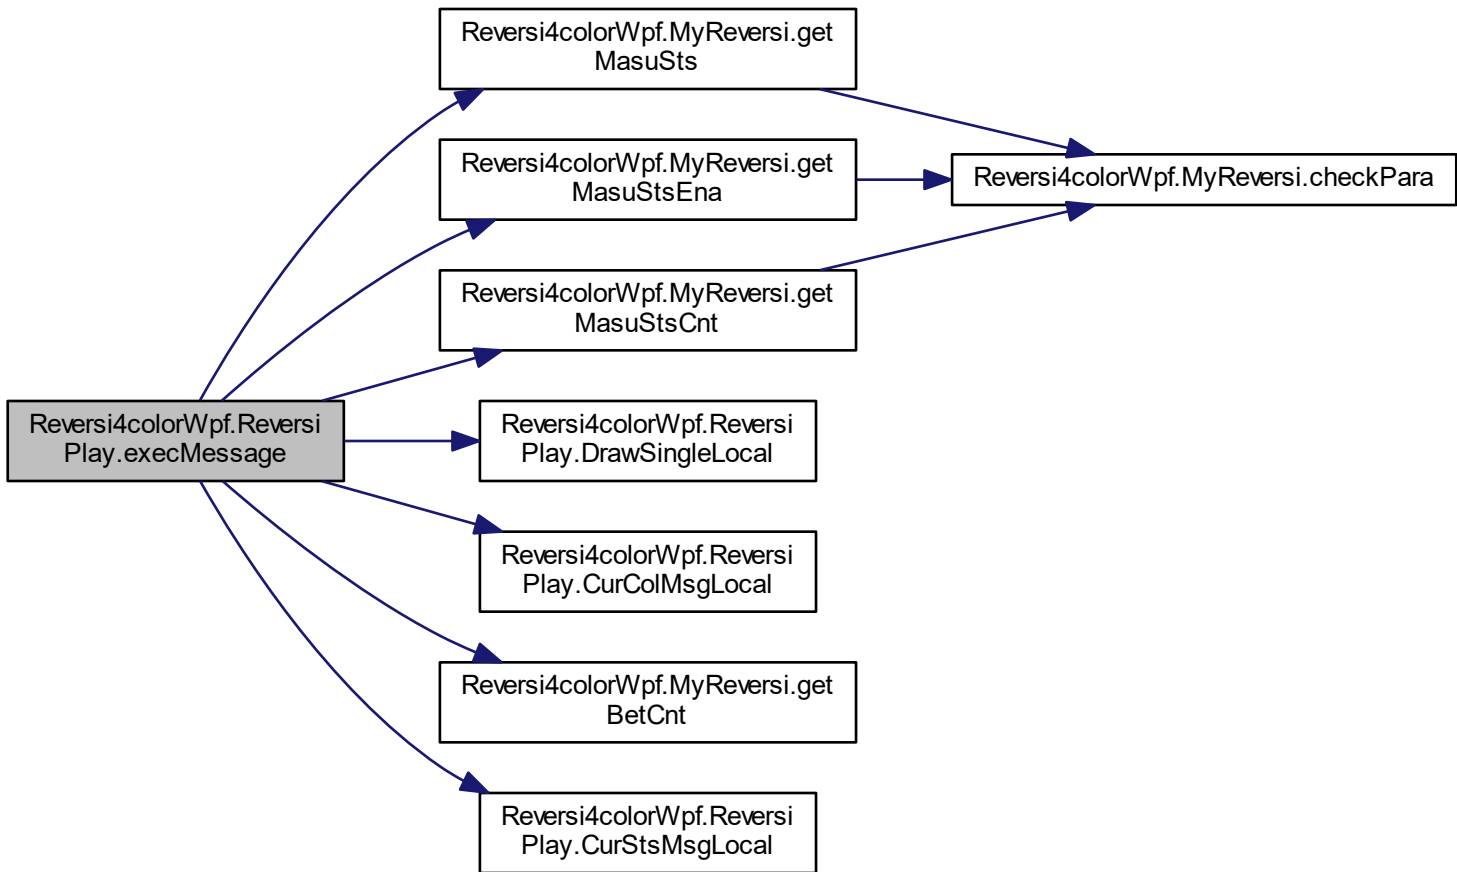 Reversi4colorWpf.MyReversi.get
MasuSts
Reversi4colorWpf.MyReversi.get
MasuStsEna
Reversi4colorWpf.MyReversi.checkPara
Reversi4colorWpf.MyReversi.get
MasuStsCnt
Reversi4colorWpf.Reversi
Play.execMessage
Reversi4colorWpf.Reversi
Play.DrawSingleLocal
Reversi4colorWpf.Reversi
Play.CurColMsgLocal
Reversi4colorWpf.MyReversi.get
BetCnt
Reversi4colorWpf.Reversi
Play.CurStsMsgLocal